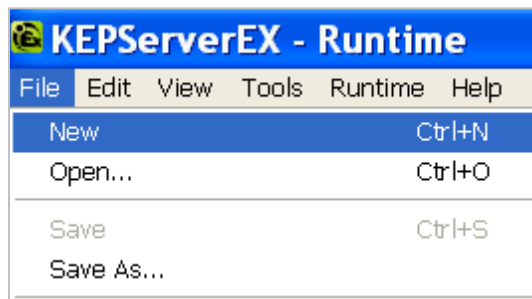 KEPServerEX - Runtime
File Edit View Tools Runtime Help
New Ctrl+N
Open... Ctrl+O
Save Ctrl+S
Save As...